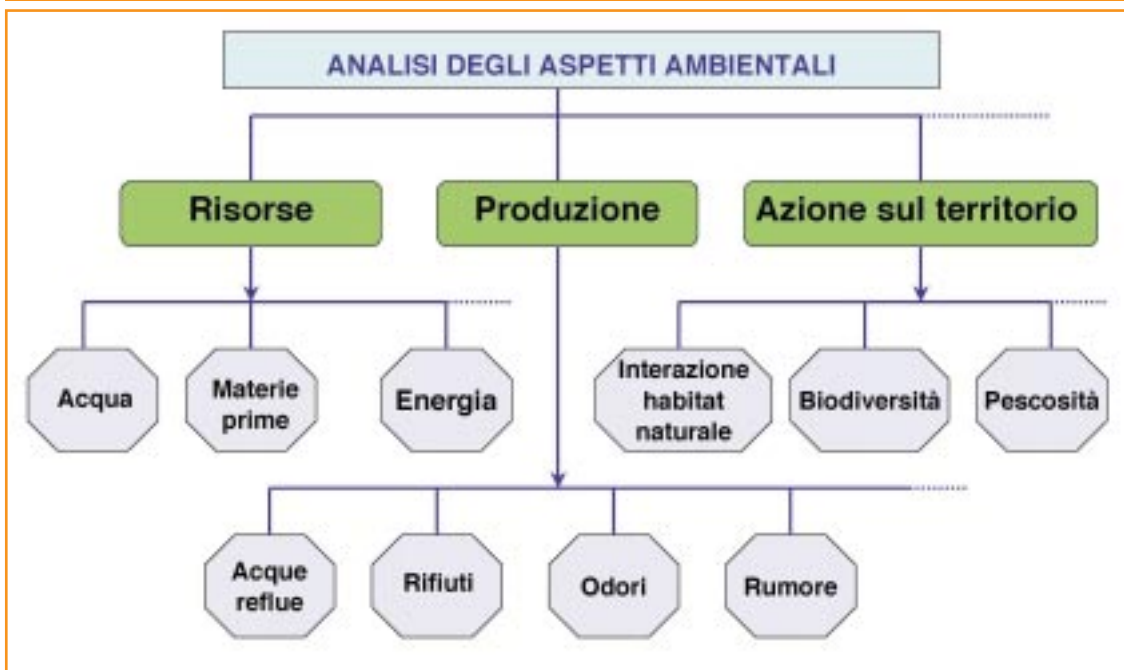 ANALISI DEGLI ASPETTI AMBIENTALI
Risorse
Produzione
Azione sul territorio
Acqua
Materie
prime
Energia
Interazione
habitat
naturale
Biodiversità
Pescosità
Acque
reflue
Rifiuti
Odori
Rumore